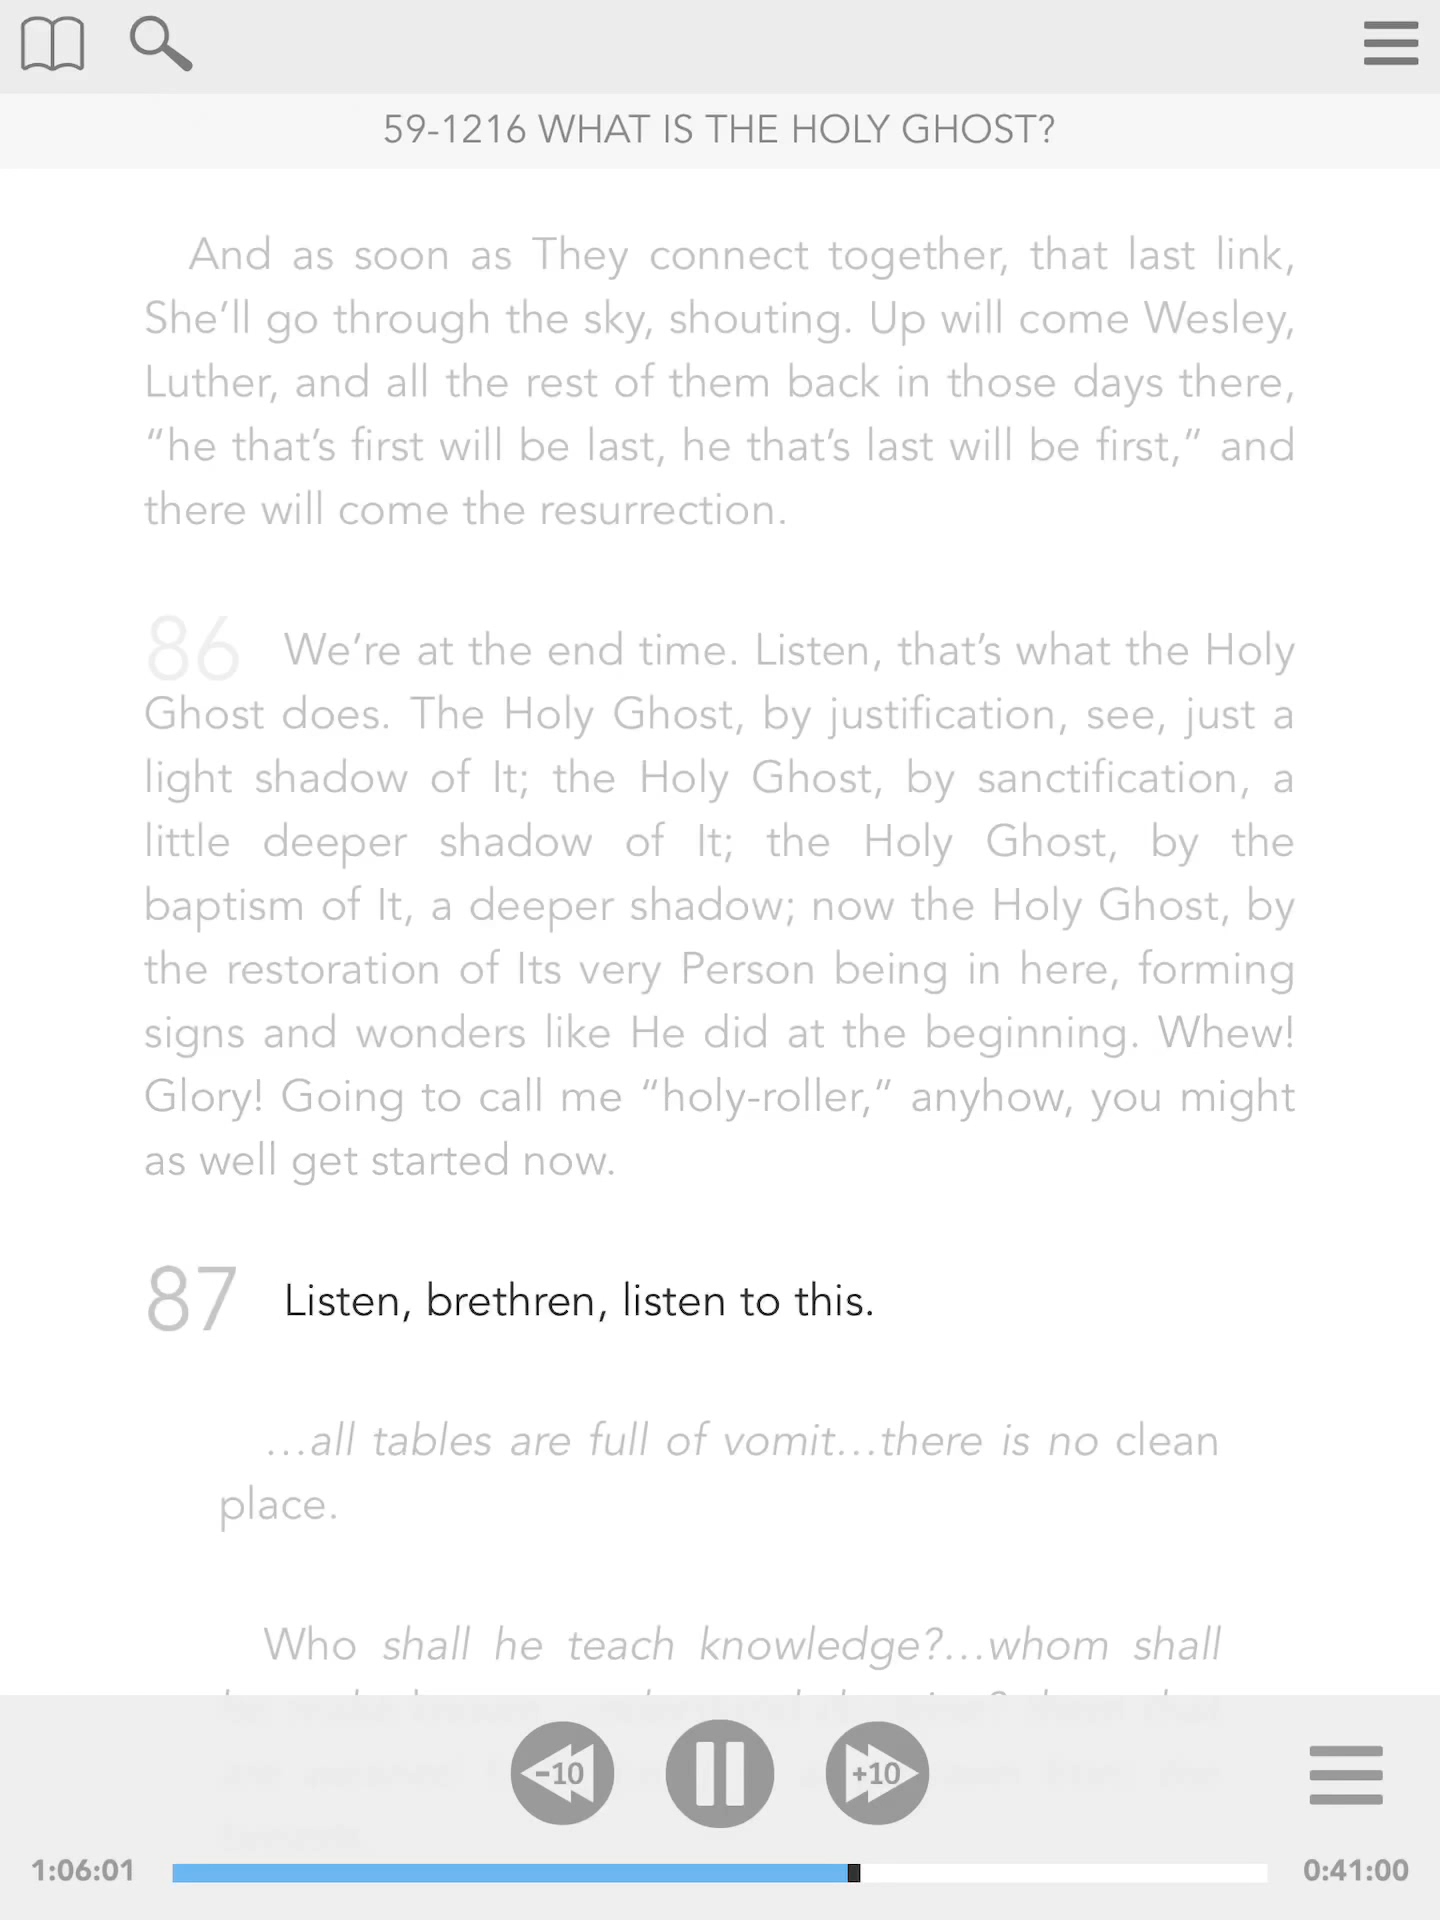 59-1216 WHAT IS THE HOLY GHOST?
And as soon as They connect together, that last link,
She’ll go through the sky, shouting. Up will come Wesley,
Luther, and all the rest of them back in those days there,
“he that’s first will be last, he that’s last will be first,” and
there will come the resurrection.
86 We’re at the end time. Listen, that’s what the Holy
Ghost does. The Holy Ghost, by justification, see, just a
light shadow of It; the Holy Ghost, by sanctification, a
little deeper shadow of It; the Holy Ghost, by the
baptism of It, a deeper shadow; now the Holy Ghost, by
the restoration of Its very Person being in here, forming
signs and wonders like He did at the beginning. Whew!
Glory! Going to call me “holy-roller,” anyhow, you might
as well get started now.
87 Listen, brethren, listen to this.
…all tables are full of vomit…there is no clean
place.
Who shall he teach knowledge?…whom shall
-10 +10
1:06:01 0:41:00